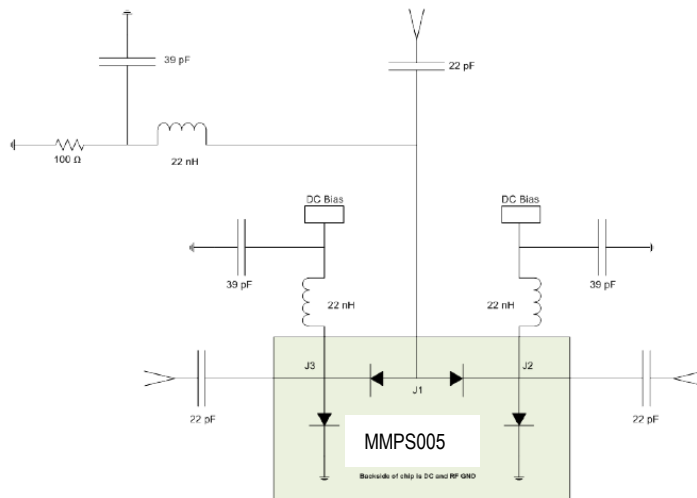 39 pF
22 pF
100 Ω
22 nH
DC Bias
DC Bias
39 pF
22 nH
22 nH
39 pF
J3
J1
J2
22 pF
22 pF
MMPS005
Backside of chip is DC and RF GND